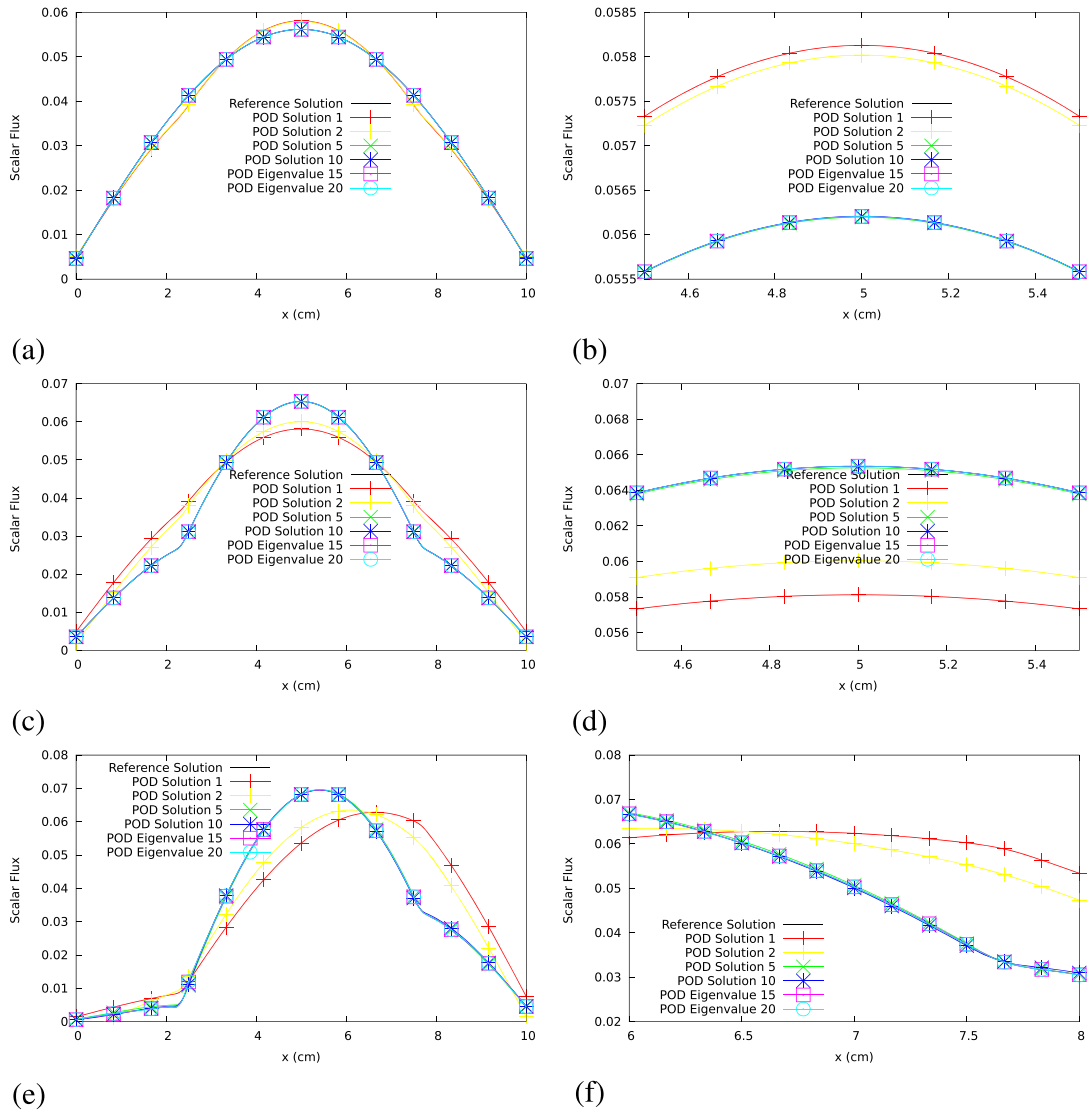 0.06
0.05
0.04
0.03
0.02
0.01
0
Scalar Flux
Reference Solution
POD Solution 1
POD Solution 2
POD Solution 5
POD Solution 10
POD Eigenvalue 15
POD Eigenvalue 20
0 2 4 6 8 10
x (cm)
(a)
0.0585
0.058
0.0575
0.057
0.0565
0.056
0.0555
Scalar Flux
Reference Solution
POD Solution 1
POD Solution 2
POD Solution 5
POD Solution 10
POD Eigenvalue 15
POD Eigenvalue 20
4.6 4.8 5 5.2 5.4
x (cm)
(b)
0.07
0.06
0.05
0.04
0.03
0.02
0.01
0
Scalar Flux
Reference Solution
POD Solution 1
POD Solution 2
POD Solution 5
POD Solution 10
POD Eigenvalue 15
POD Eigenvalue 20
0 2 4 6 8 10
x (cm)
(c)
0.07
0.068
0.066
0.064
0.062
0.06
0.058
0.056
Scalar Flux
Reference Solution
POD Solution 1
POD Solution 2
POD Solution 5
POD Solution 10
POD Eigenvalue 15
POD Eigenvalue 20
4.6 4.8 5 5.2 5.4
x (cm)
(d)
0.08
0.07
0.06
0.05
0.04
0.03
0.02
0.01
0
Scalar Flux
Reference Solution
POD Solution 1
POD Solution 2
POD Solution 5
POD Solution 10
POD Eigenvalue 15
POD Eigenvalue 20
0 2 4 6 8 10
x (cm)
(e)
0.08
0.07
0.06
0.05
0.04
0.03
0.02
Scalar Flux
Reference Solution
POD Solution 1
POD Solution 2
POD Solution 5
POD Solution 10
POD Eigenvalue 15
POD Eigenvalue 20
6 6.5 7 7.5 8
x (cm)
(f)